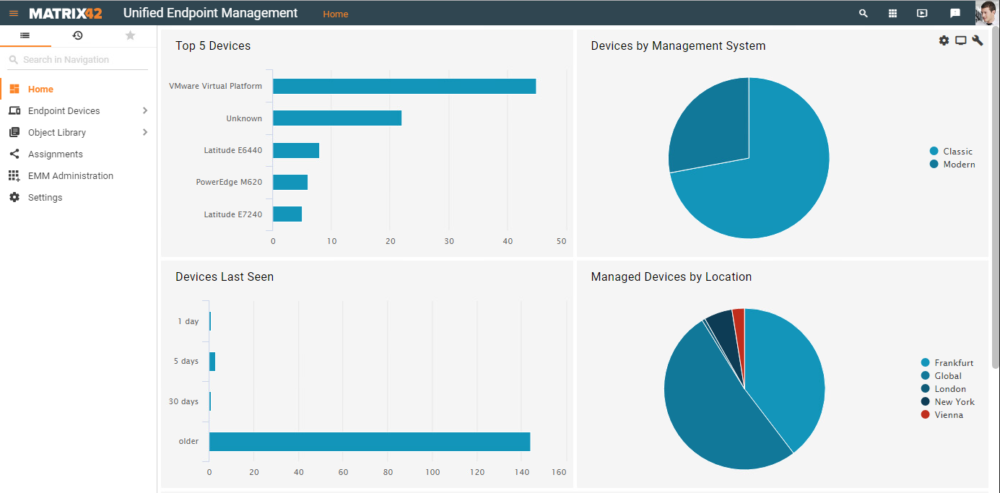 MATRIX42 Unified Endpoint Management Home
Search in Navigation
Home
Endpoint Devices
Object Library
Assignments
EMM Administration
Settings
Top 5 Devices
VMware Virtual Platform
Unknown
Latitude E6440
PowerEdge M620
Latitude E7240
0 10 20 30 40 50
Devices by Management System
Classic
Modern
Devices Last Seen
1 day
5 days
30 days
older
0 20 40 60 80 100 120 140 160
Managed Devices by Location
Frankfurt
Global
London
New York
Vienna